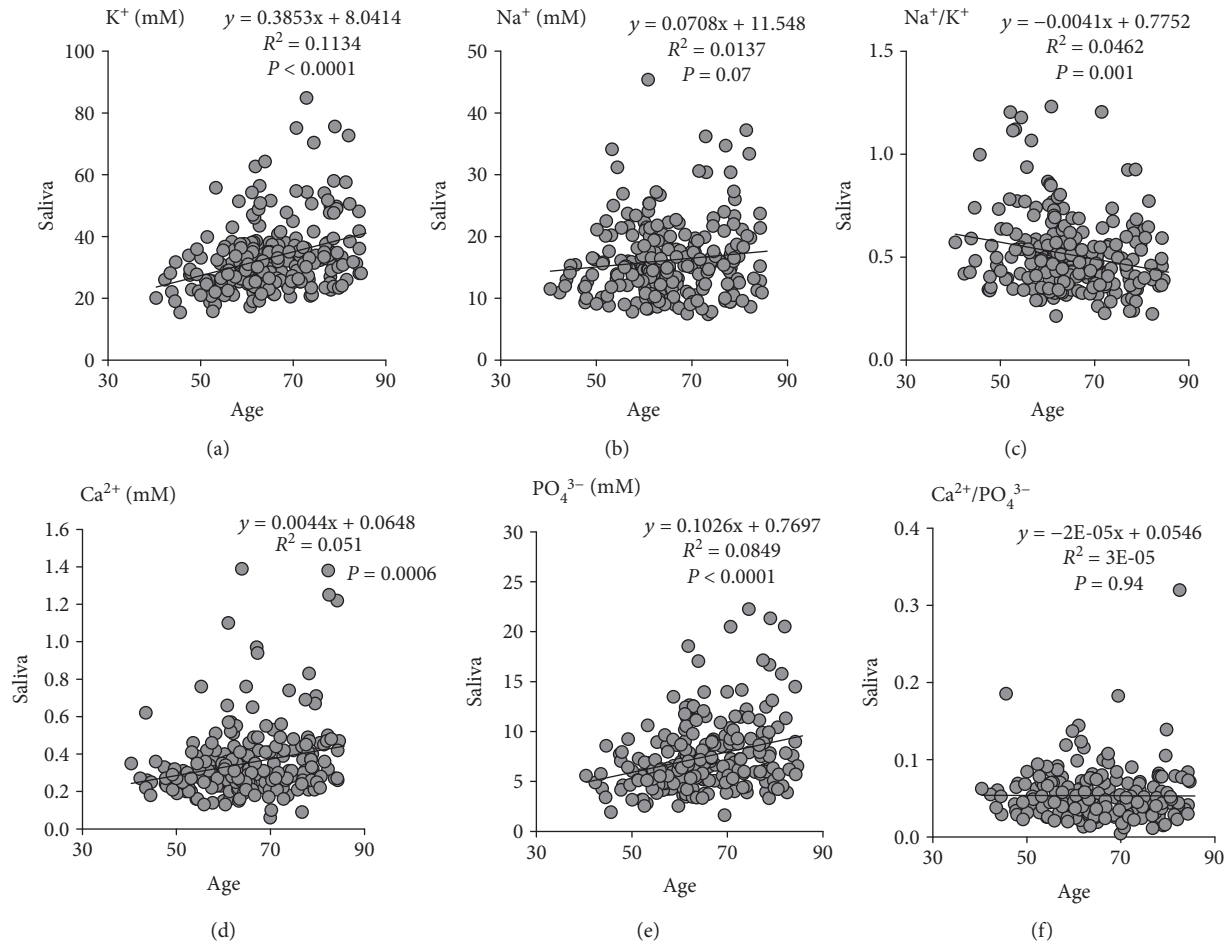 K⁺ (mM)
y = 0.3853x + 8.0414
R² = 0.1134
P < 0.0001
100
80
60
40
20
0
Saliva
30
50
70
90
Age
(a)
Na⁺ (mM)
y = 0.0708x + 11.548
R² = 0.0137
P = 0.07
50
40
30
20
10
0
Saliva
30
50
70
90
Age
(b)
Na⁺/K⁺
y = −0.0041x + 0.7752
R² = 0.0462
P = 0.001
1.5
1.0
0.5
0.0
Saliva
30
50
70
90
Age
(c)
Ca²⁺ (mM)
y = 0.0044x + 0.0648
R² = 0.051
P = 0.0006
1.6
1.4
1.2
1.0
0.8
0.6
0.4
0.2
0.0
Saliva
30
50
70
90
Age
(d)
PO₄³⁻ (mM)
y = 0.1026x + 0.7697
R² = 0.0849
P < 0.0001
30
25
20
15
10
5
0
Saliva
30
50
70
90
Age
(e)
Ca²⁺/PO₄³⁻
y = −2E-05x + 0.0546
R² = 3E-05
P = 0.94
0.4
0.3
0.2
0.1
0.0
Saliva
30
50
70
90
Age
(f)